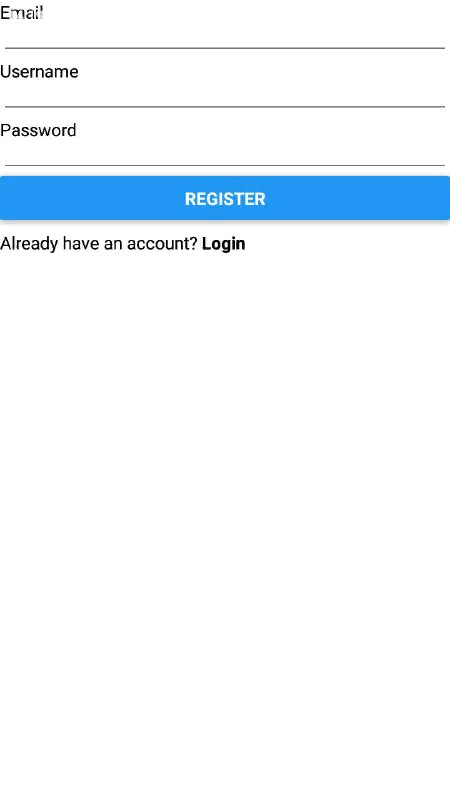 Email
Username
Password
REGISTER
Already have an account? Login